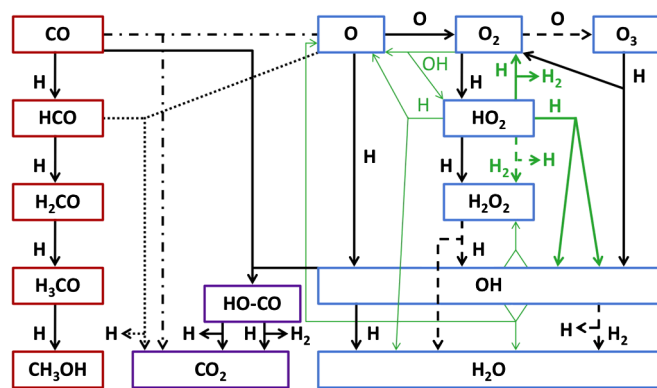 O O
CO O O₂ O₃
OH
H H H H₂ H
H H
HCO HO₂
H H
H H H₂ H
H₂CO H₂O₂
H H
H₃CO OH
HO-CO
H H H H₂ H H H₂
CH₃OH CO₂ H₂O